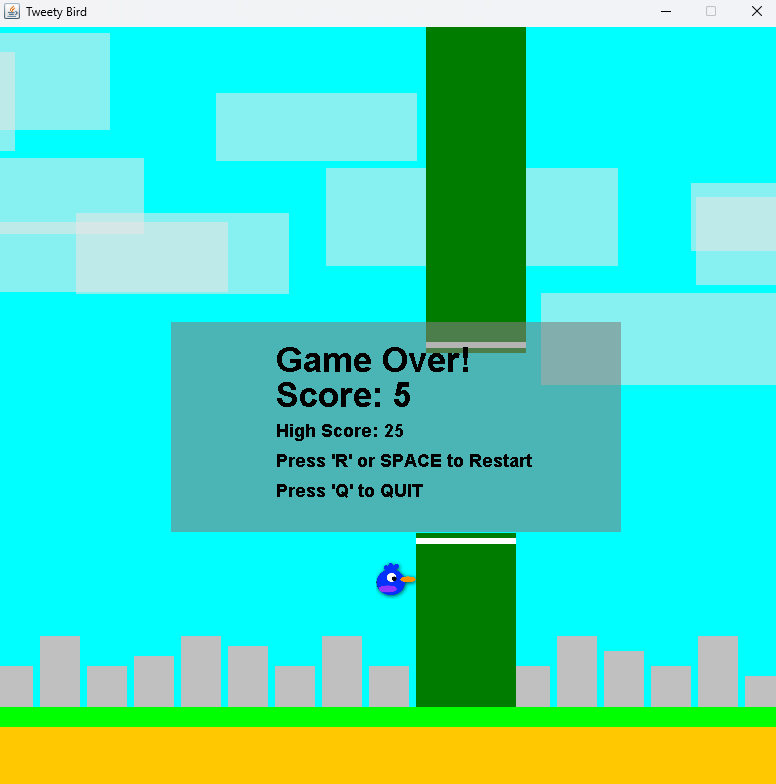 Tweety Bird
Game Over!
Score: 5
High Score: 25
Press 'R' or SPACE to Restart
Press 'Q' to QUIT